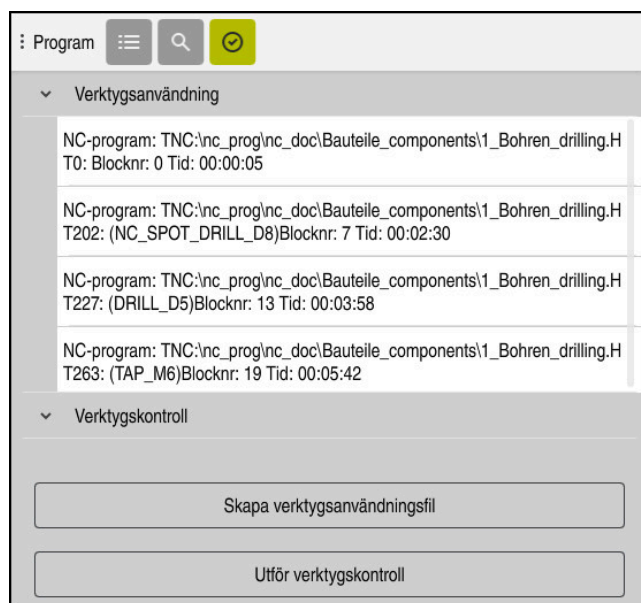 Program
Verktygsanvändning
NC-program: TNC:\nc_prog\nc_doc\Bauteile_components\1_Bohren_drilling.H
T0: Blocknr: 0 Tid: 00:00:05
NC-program: TNC:\nc_prog\nc_doc\Bauteile_components\1_Bohren_drilling.H
T202: (NC_SPOT_DRILL_D8)Blocknr: 7 Tid: 00:02:30
NC-program: TNC:\nc_prog\nc_doc\Bauteile_components\1_Bohren_drilling.H
T227: (DRILL_D5)Blocknr: 13 Tid: 00:03:58
NC-program: TNC:\nc_prog\nc_doc\Bauteile_components\1_Bohren_drilling.H
T263: (TAP_M6)Blocknr: 19 Tid: 00:05:42
Verktygskontroll
Skapa verktygsanvändningsfil
Utför verktygskontroll